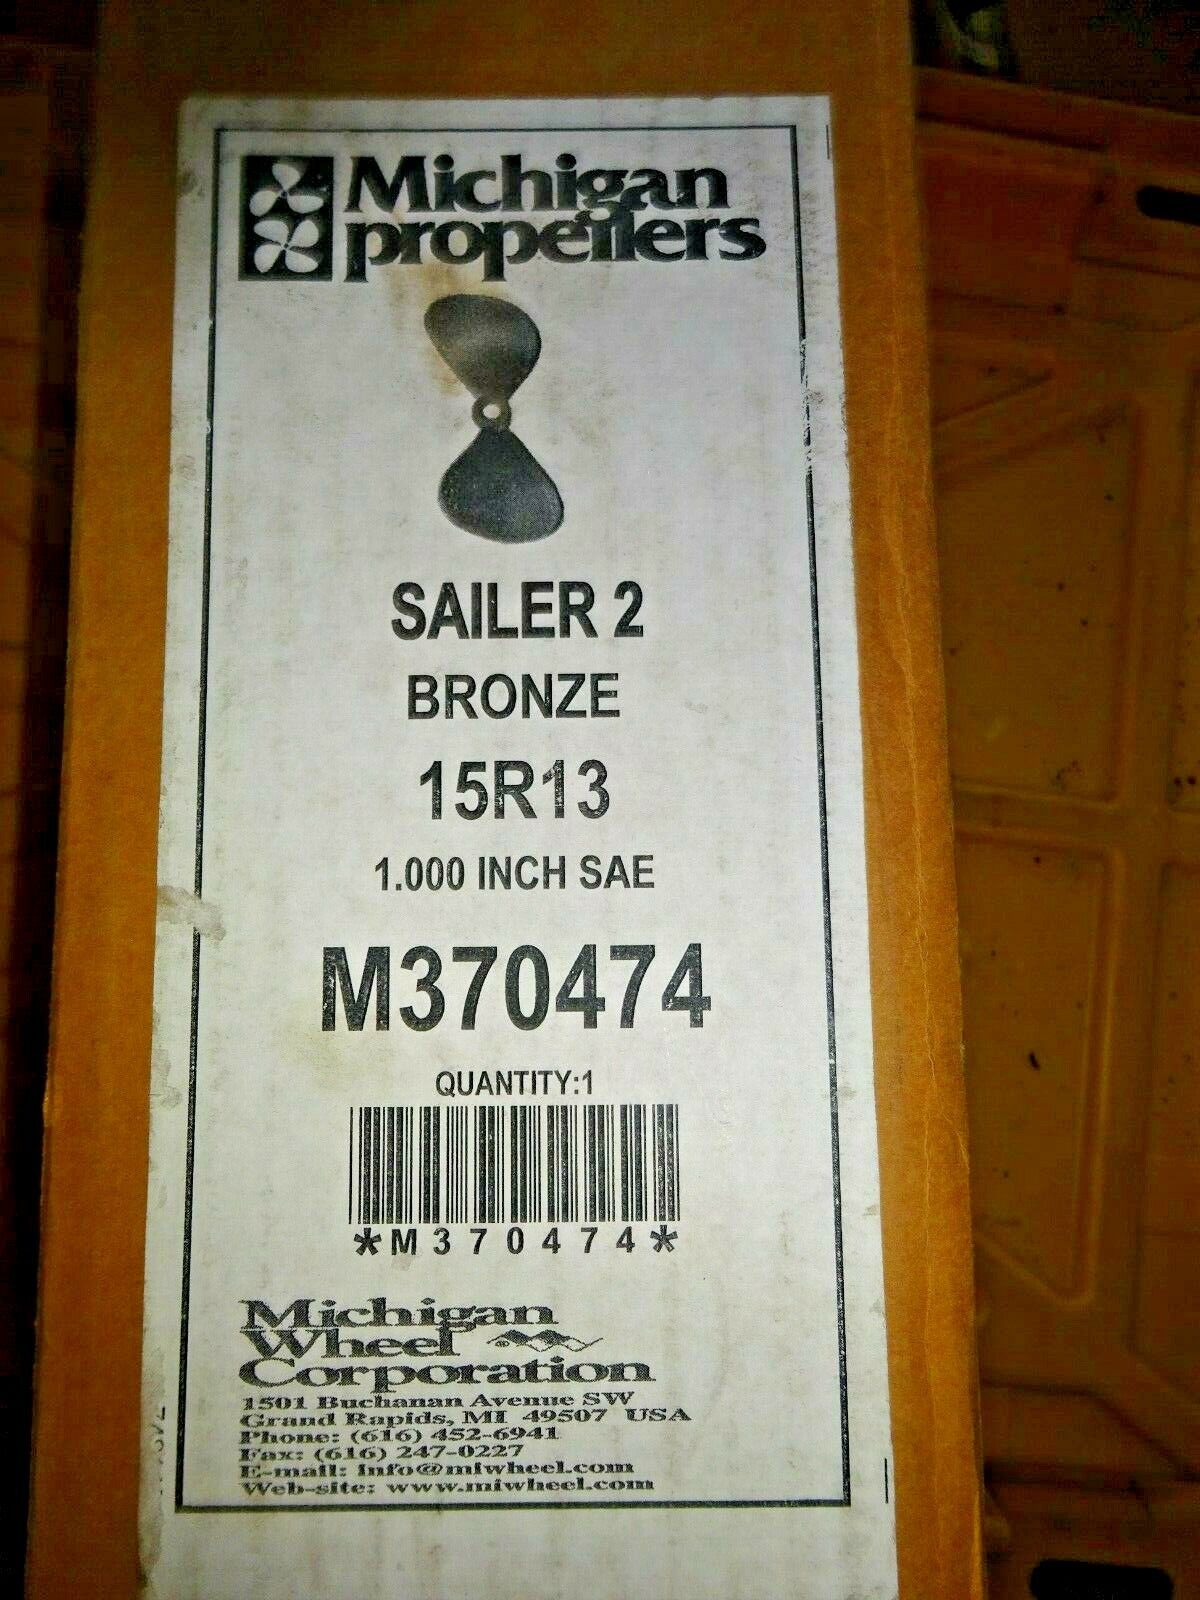 Michigan
propellers
SAILER 2
BRONZE
15R13
1.000 INCH SAE
M370474
QUANTITY:1
*M370474*
Michigan
Wheel
Corporation
1501 Buchanan Avenue SW
Grand Rapids, MI 49507 USA
Phone: (616) 452-6941
Fax: (616) 247-0227
E-mail: info@miwheel.com
Web-site: www.miwheel.com